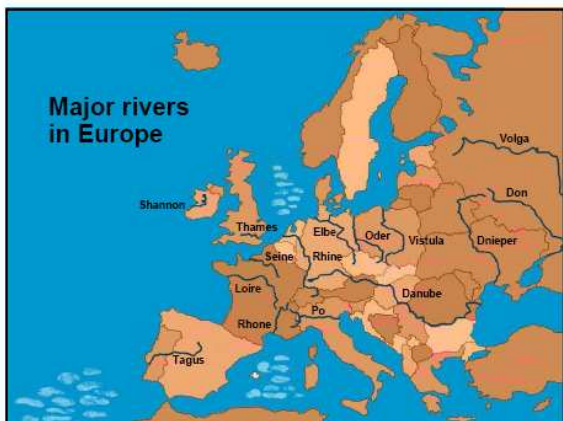 Major rivers
in Europe
Volga
Don
Shannon
Thames
Elbe
Oder
Vistula
Dnieper
Seine
Rhine
Loire
Danube
Rhone
Po
Tagus